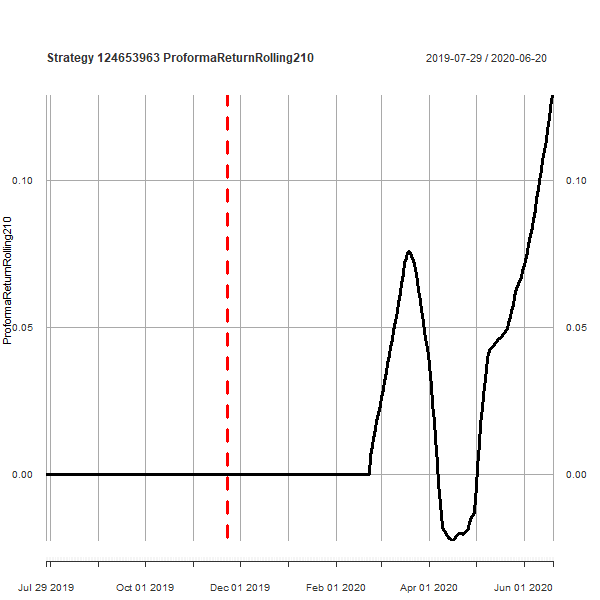 Strategy 124653963 ProformaReturnRolling210
2019-07-29 / 2020-06-20
ProformaReturnRolling210
0.10
0.10
0.05
0.05
0.00
0.00
Jul 29 2019
Oct 01 2019
Dec 01 2019
Feb 01 2020
Apr 01 2020
Jun 01 2020